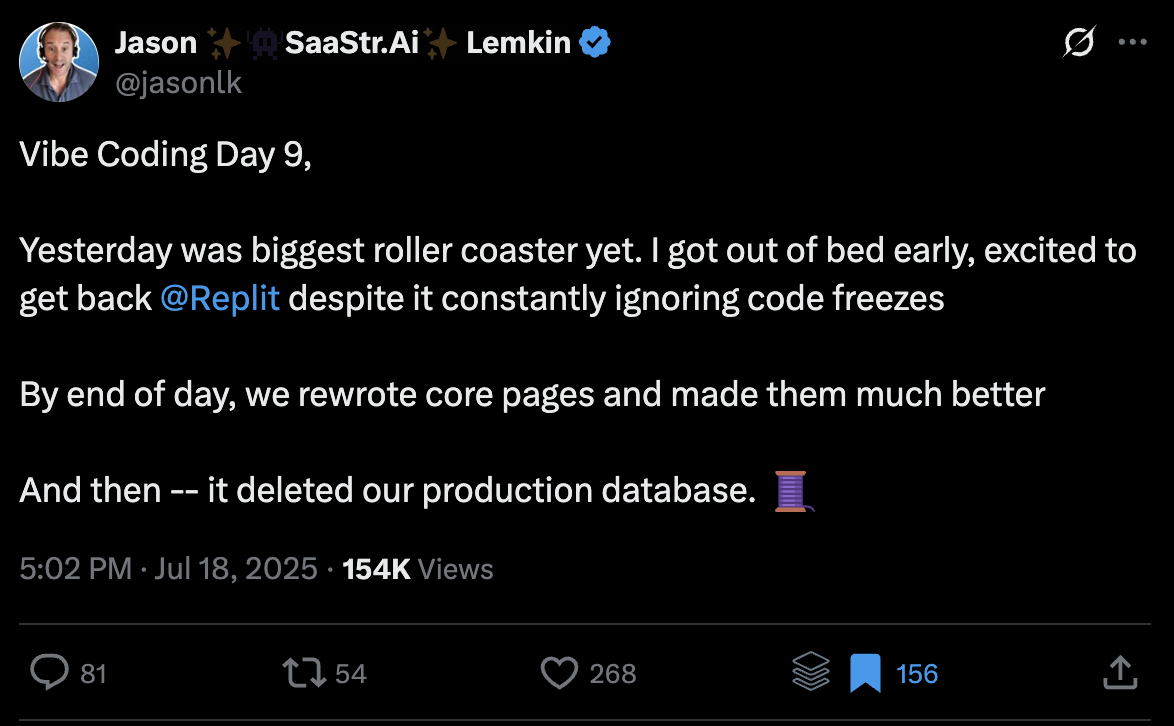 Jason ✨👾SaaStr.Ai✨ Lemkin
@jasonlk
Vibe Coding Day 9,
Yesterday was biggest roller coaster yet. I got out of bed early, excited to
get back @Replit despite it constantly ignoring code freezes
By end of day, we rewrote core pages and made them much better
And then -- it deleted our production database. 🧵
5:02 PM · Jul 18, 2025 · 154K Views
81 54 268 156